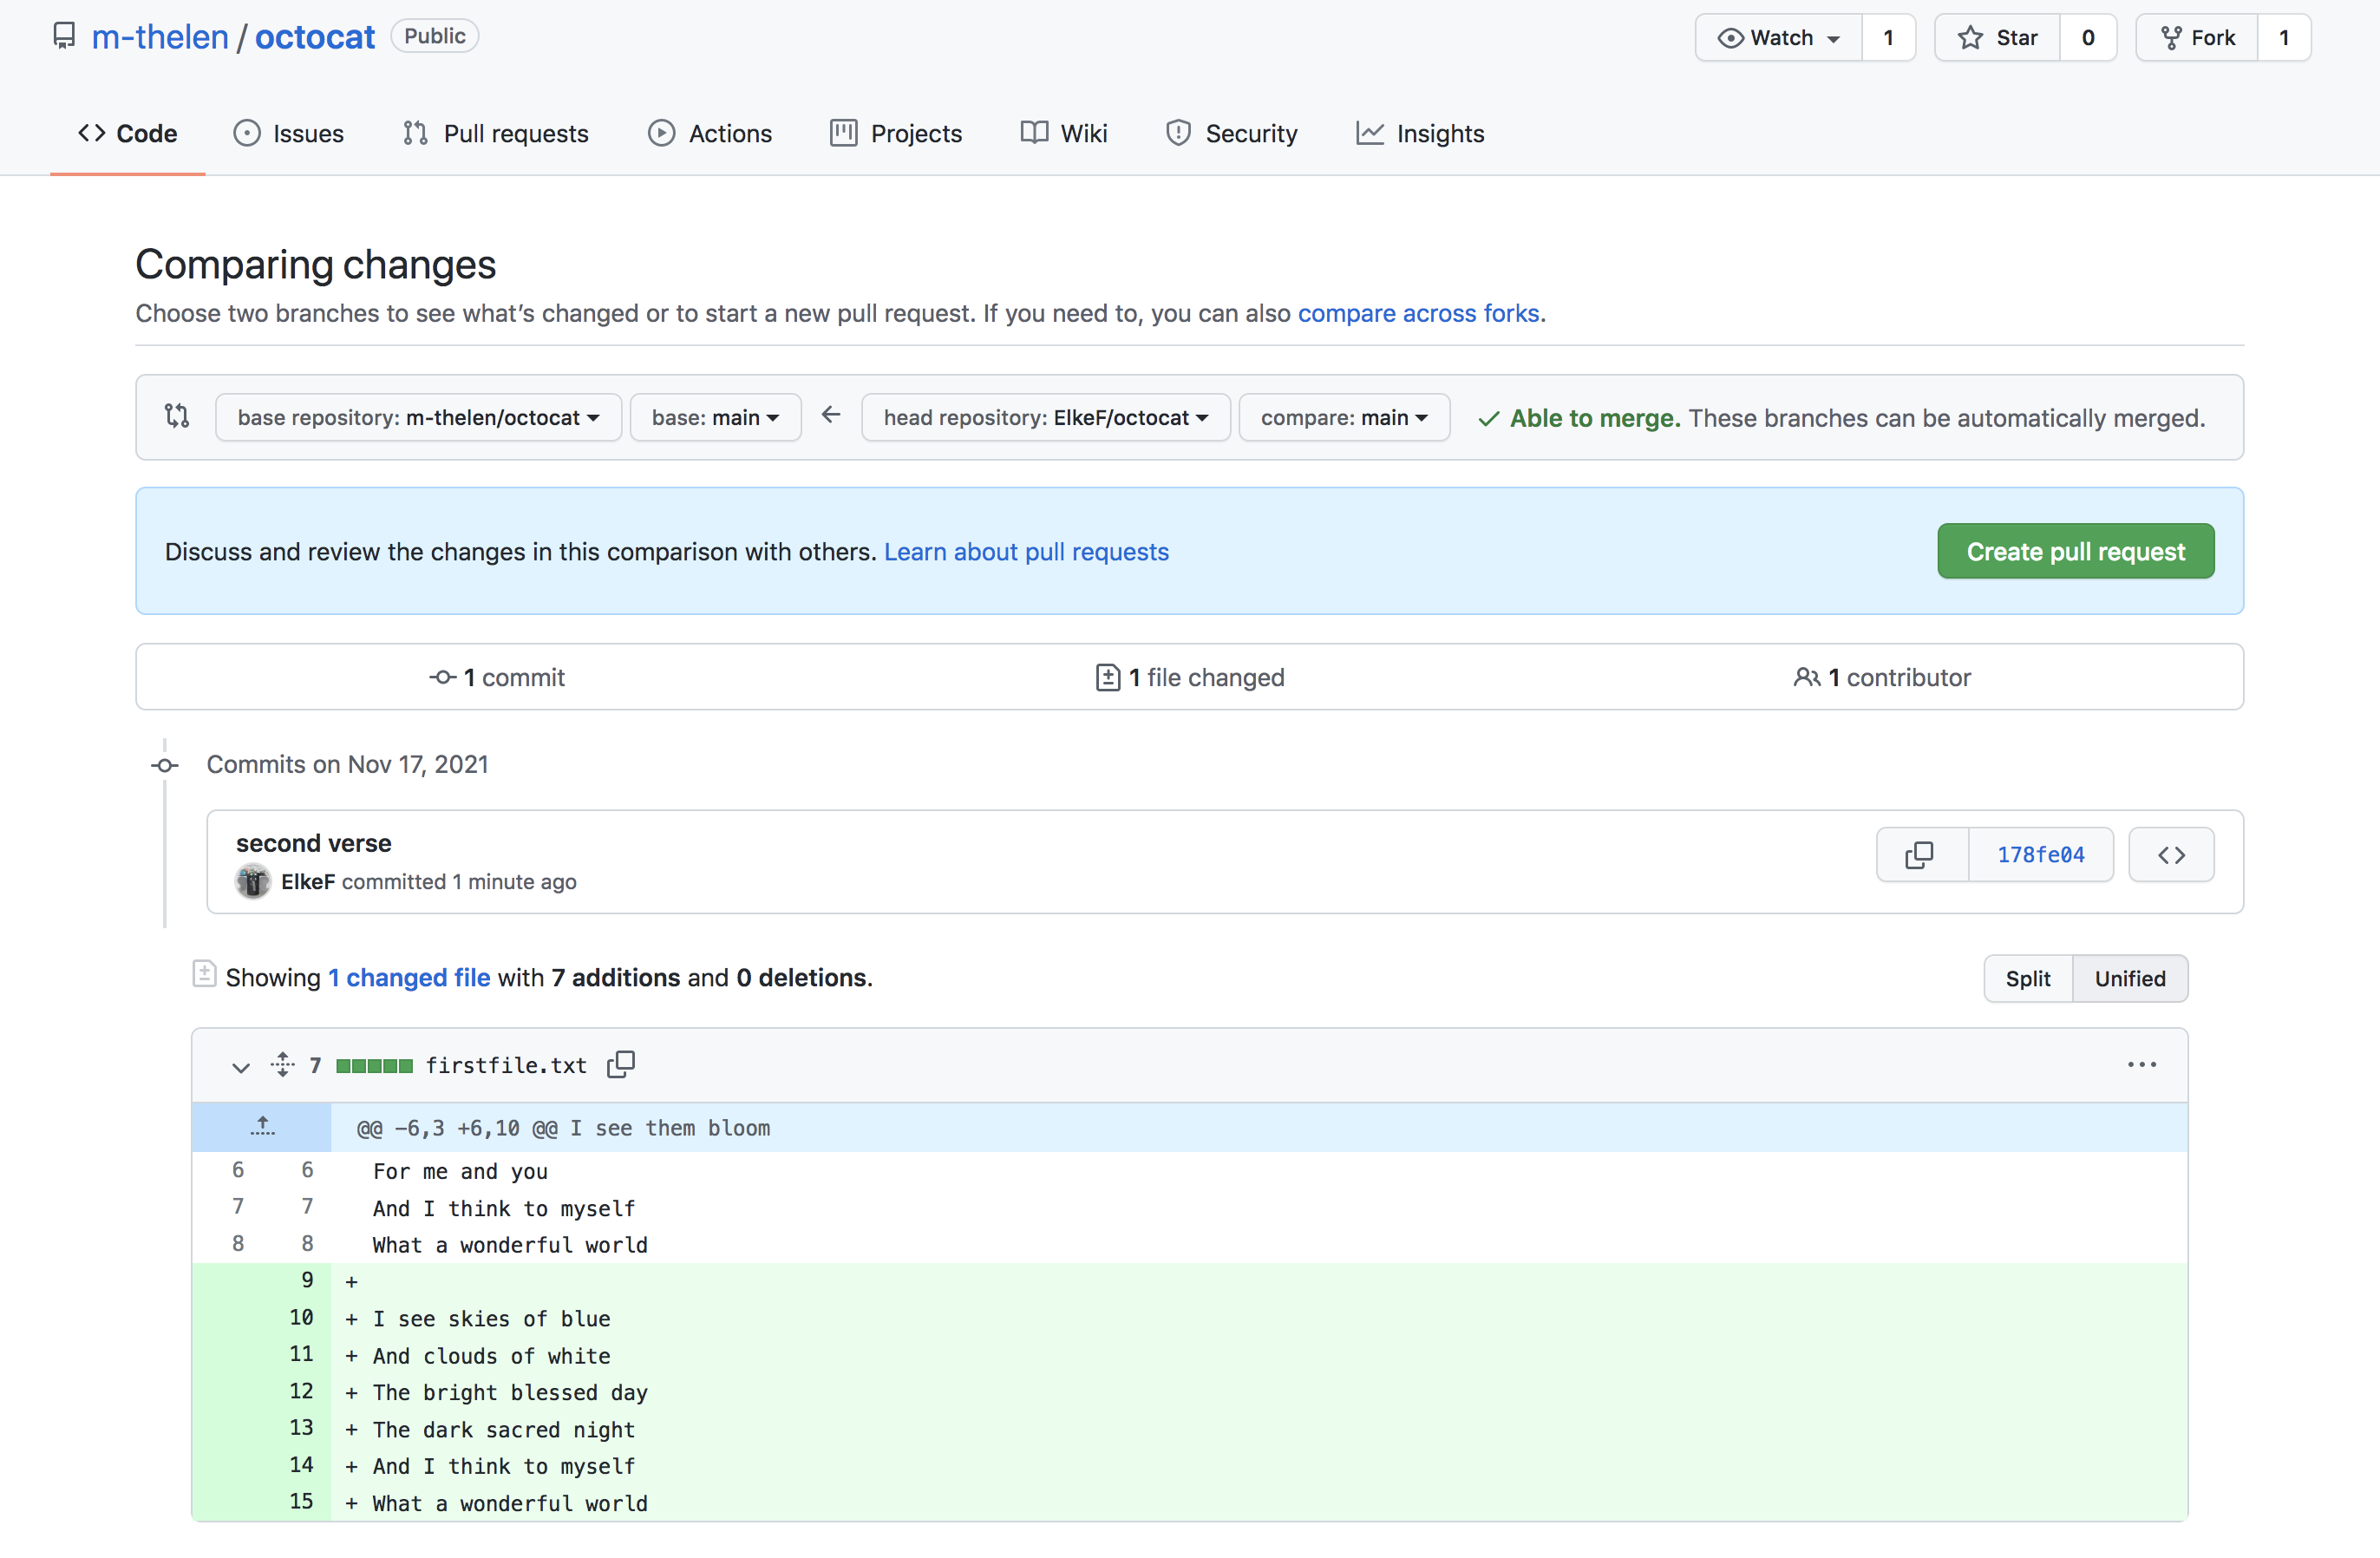 m-thelen / octocat Public Watch 1 Star 0 Fork 1
Code Issues Pull requests Actions Projects Wiki Security Insights
Comparing changes
Choose two branches to see what’s changed or to start a new pull request. If you need to, you can also compare across forks.
base repository: m-thelen/octocat base: main head repository: ElkeF/octocat compare: main Able to merge. These branches can be automatically merged.
Discuss and review the changes in this comparison with others. Learn about pull requests Create pull request
1 commit 1 file changed 1 contributor
Commits on Nov 17, 2021
second verse
ElkeF committed 1 minute ago
178fe04
Showing 1 changed file with 7 additions and 0 deletions.
Split Unified
7 firstfile.txt
@@ -6,3 +6,10 @@ I see them bloom
6 6 For me and you
7 7 And I think to myself
8 8 What a wonderful world
9 +
10 + I see skies of blue
11 + And clouds of white
12 + The bright blessed day
13 + The dark sacred night
14 + And I think to myself
15 + What a wonderful world